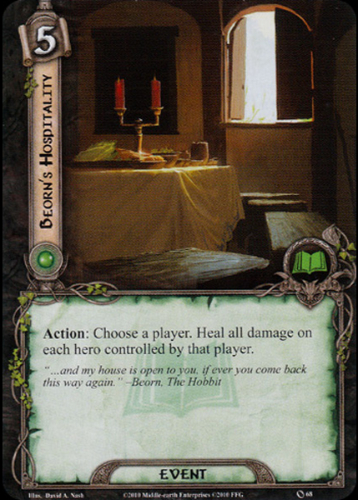 5
BEORN'S HOSPITALITY
Action: Choose a player. Heal all damage on
each hero controlled by that player.
"...and my house is open to you, if ever you come back
this way again." –Beorn, The Hobbit
EVENT
Illus. David A. Nash
©2010 Middle-earth Enterprises ©2010 FFG
68